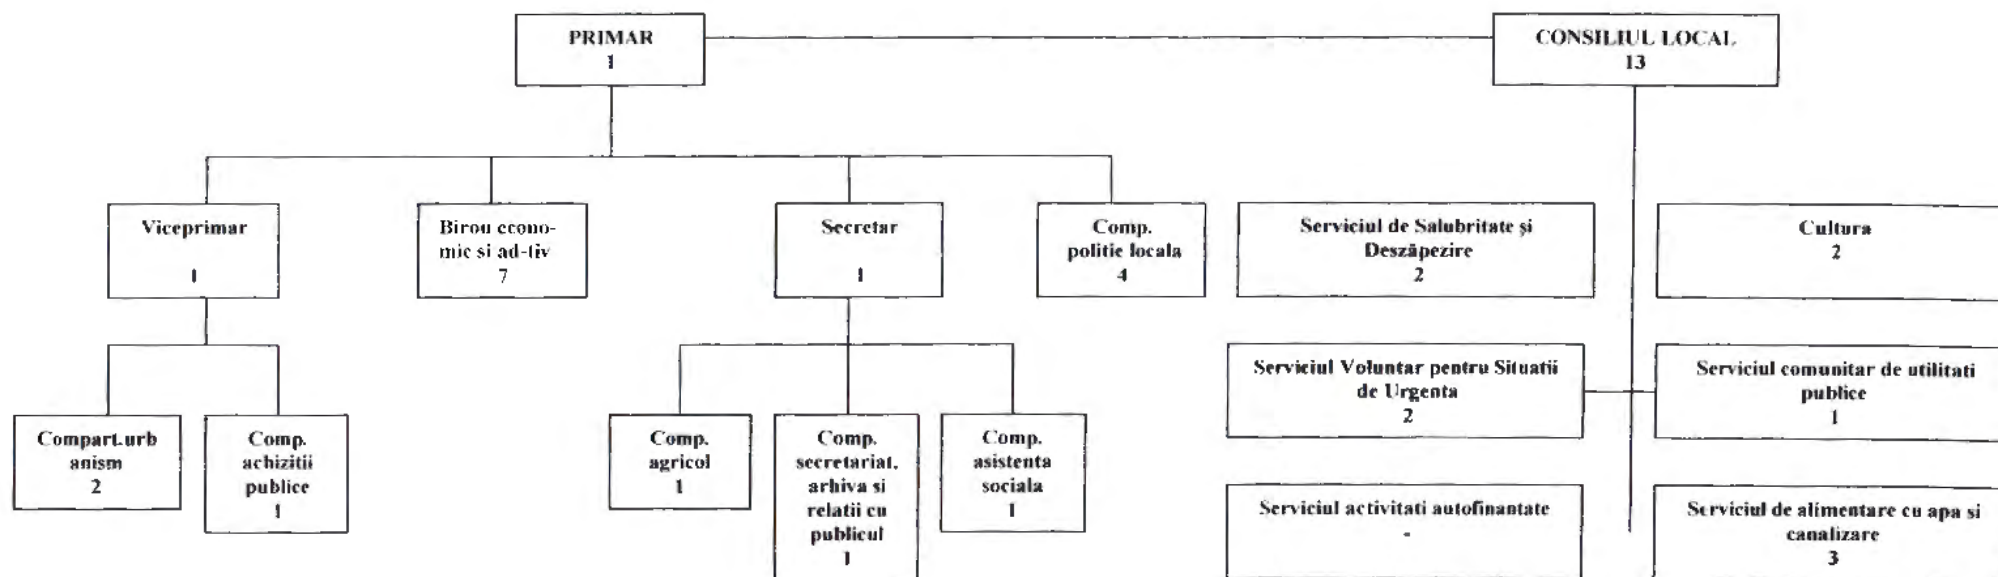 PRIMAR
1
CONSILIUL LOCAL
13
Viceprimar
1
Birou econo-
mic si ad-tiv
7
Secretar
1
Comp.
politie locala
4
Serviciul de Salubritate și
Deszăpezire
2
Cultura
2
Serviciul Voluntar pentru Situatii
de Urgenta
2
Serviciul comunitar de utilitati
publice
1
Compart.urb
anism
2
Comp.
achizitii
publice
1
Comp.
agricol
1
Comp.
secretariat,
arhiva si
relatii cu
publicul
1
Comp.
asistenta
sociala
1
Serviciul activitati autofinantate
-
Serviciul de alimentare cu apa si
canalizare
3